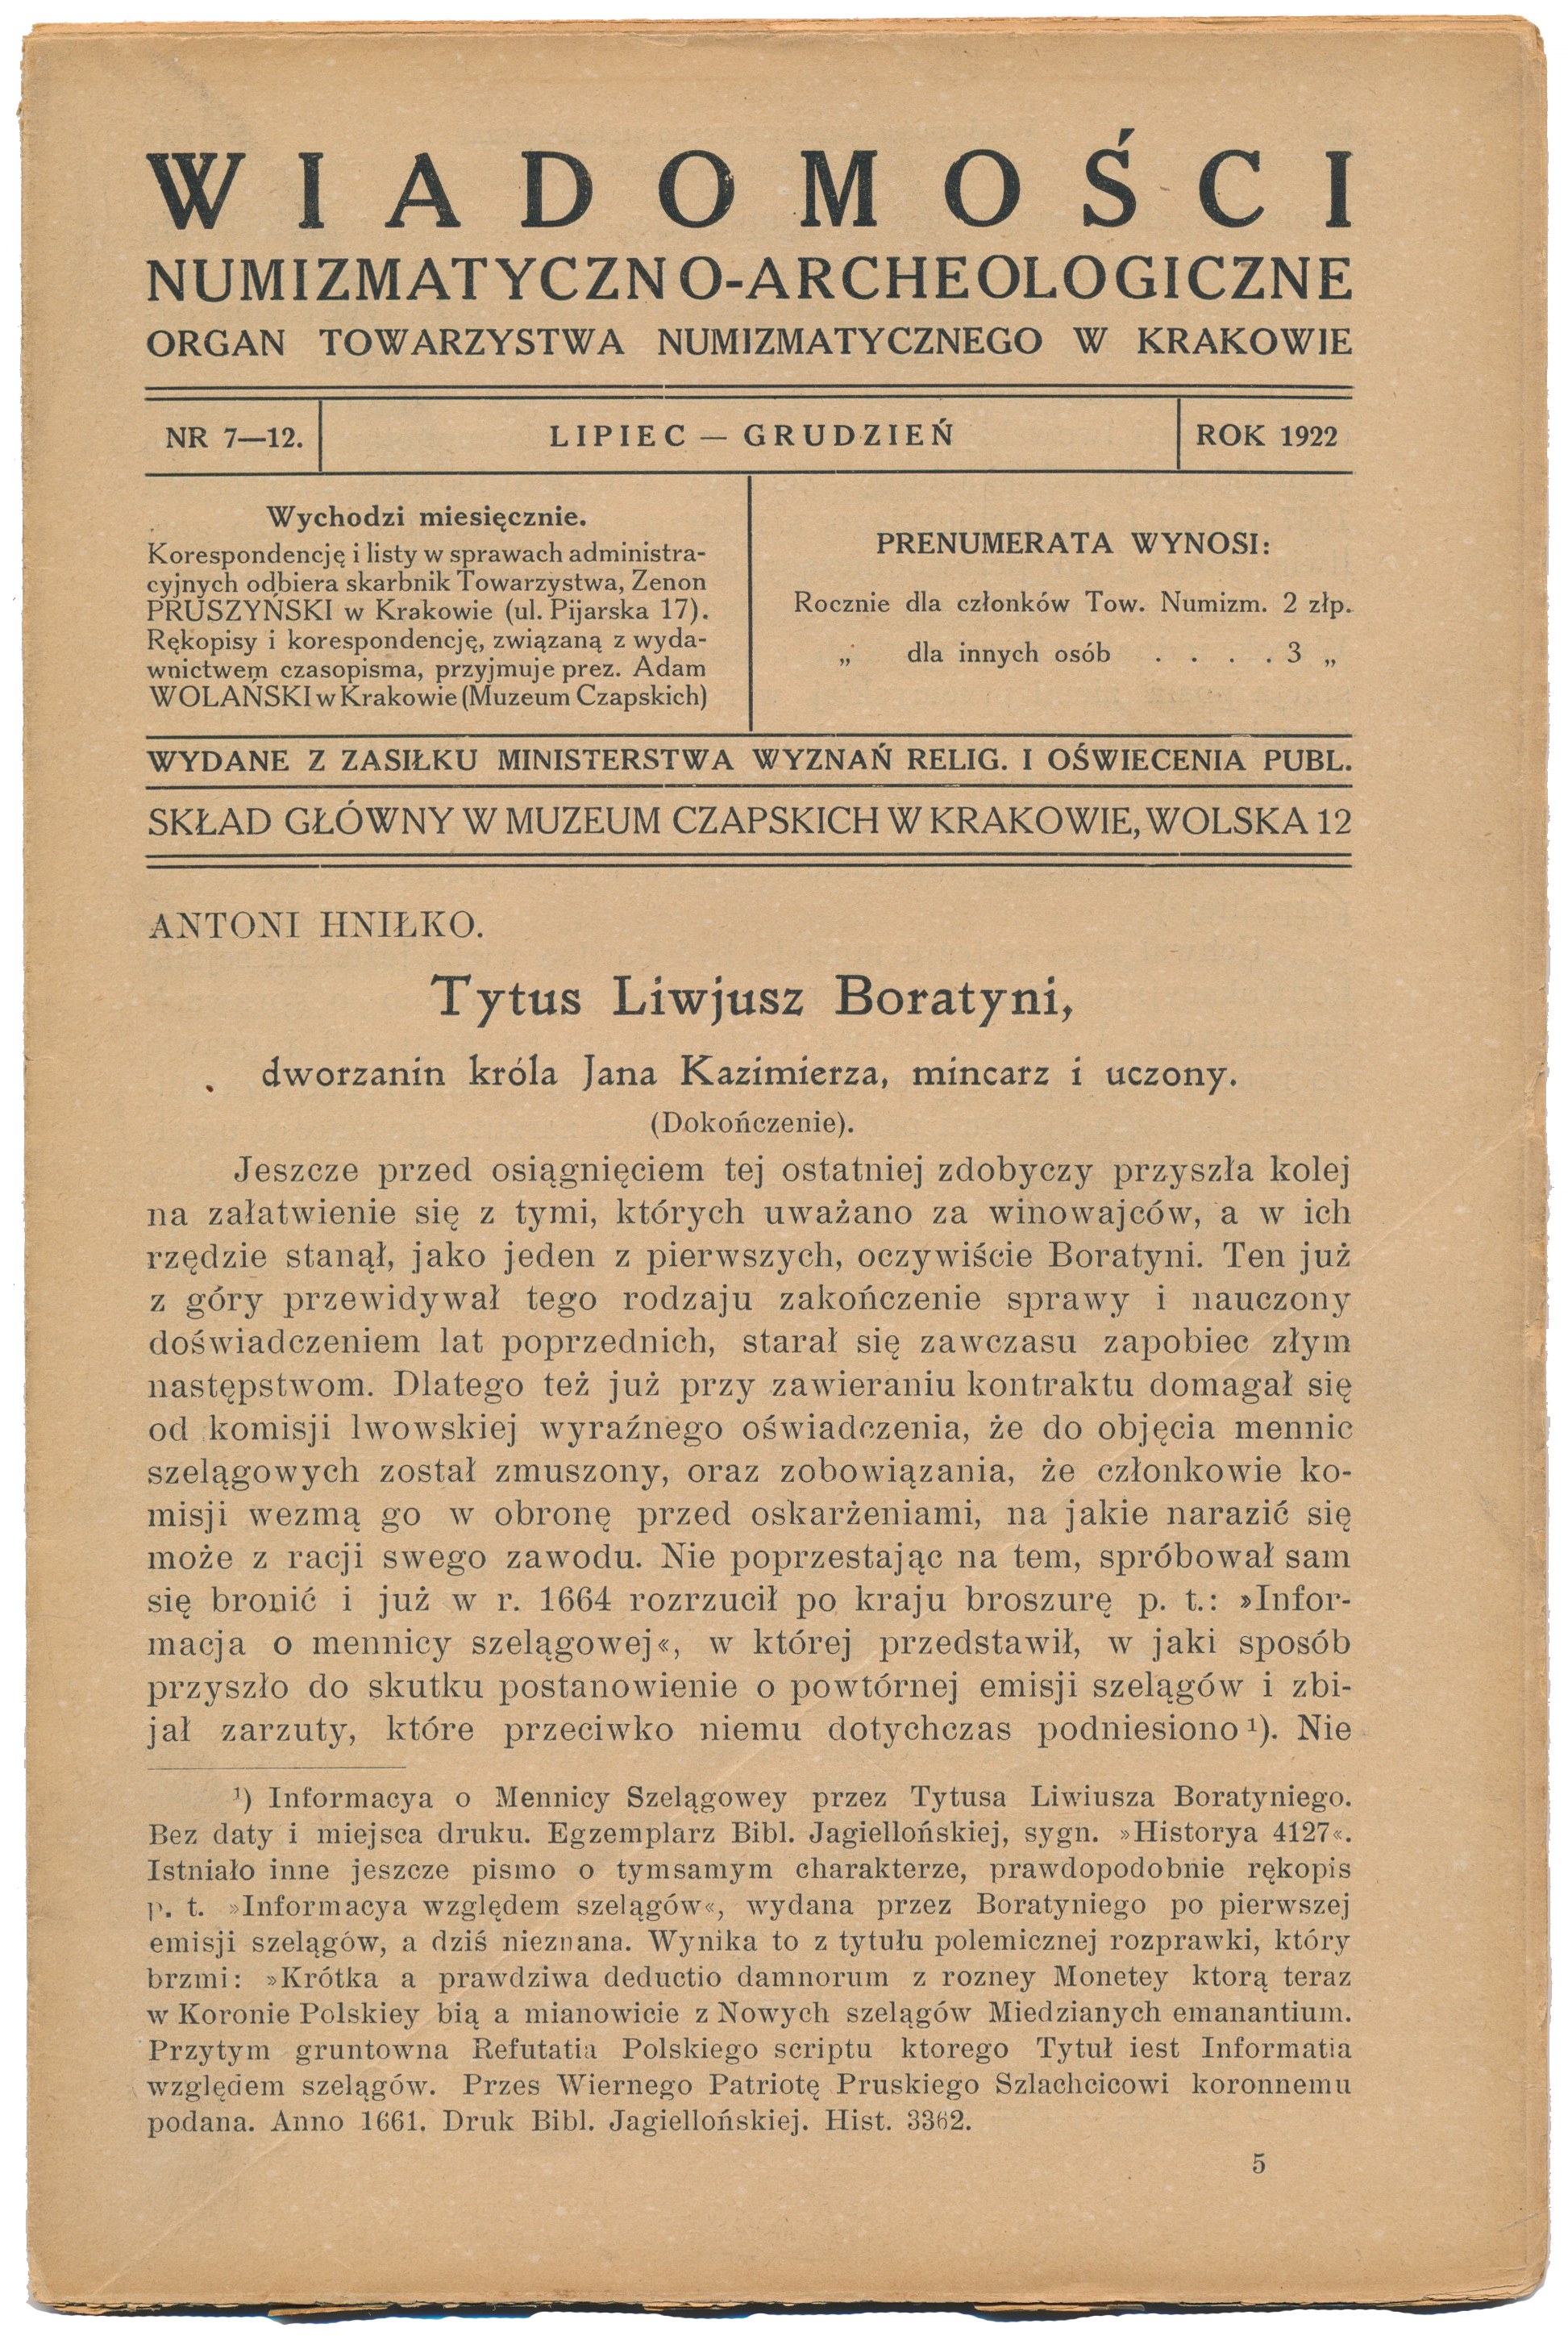 WIADOMOŚCI
NUMIZMATYCZNO-ARCHEOLOGICZNE
ORGAN TOWARZYSTWA NUMIZMATYCZNEGO W KRAKOWIE
NR 7—12.
LIPIEC — GRUDZIEŃ
ROK 1922
Wychodzi miesięcznie.
Korespondencję i listy w sprawach administra-
cyjnych odbiera skarbnik Towarzystwa, Zenon
PRUSZYŃSKI w Krakowie (ul. Pijarska 17).
Rękopisy i korespondencję, związaną z wyda-
wnictwem czasopisma, przyjmuje prez. Adam
WOLAŃSKI w Krakowie (Muzeum Czapskich)
PRENUMERATA WYNOSI:
Rocznie dla członków Tow. Numizm. 2 złp.
„ dla innych osób . . . . 3 „
WYDANE Z ZASIŁKU MINISTERSTWA WYZNAŃ RELIG. I OŚWIECENIA PUBL.
SKŁAD GŁÓWNY W MUZEUM CZAPSKICH W KRAKOWIE, WOLSKA 12
ANTONI HNIŁKO.
Tytus Liwjusz Boratyni,
dworzanin króla Jana Kazimierza, mincarz i uczony.
(Dokończenie).
Jeszcze przed osiągnięciem tej ostatniej zdobyczy przyszła kolej
na załatwienie się z tymi, których uważano za winowajców, a w ich
rzędzie stanął, jako jeden z pierwszych, oczywiście Boratyni. Ten już
z góry przewidywał tego rodzaju zakończenie sprawy i nauczony
doświadczeniem lat poprzednich, starał się zawczasu zapobiec złym
następstwom. Dlatego też już przy zawieraniu kontraktu domagał się
od komisji lwowskiej wyraźnego oświadczenia, że do objęcia mennic
szelągowych został zmuszony, oraz zobowiązania, że członkowie ko-
misji wezmą go w obronę przed oskarżeniami, na jakie narazić się
może z racji swego zawodu. Nie poprzestając na tem, spróbował sam
się bronić i już w r. 1664 rozrzucił po kraju broszurę p. t.: »Infor-
macja o mennicy szelągowej«, w której przedstawił, w jaki sposób
przyszło do skutku postanowienie o powtórnej emisji szelągów i zbi-
jał zarzuty, które przeciwko niemu dotychczas podniesiono ¹). Nie
¹) Informacya o Mennicy Szelągowey przez Tytusa Liwiusza Boratyniego.
Bez daty i miejsca druku. Egzemplarz Bibl. Jagiellońskiej, sygn. »Historya 4127«.
Istniało inne jeszcze pismo o tymsamym charakterze, prawdopodobnie rękopis
p. t. »Informacya względem szelągów«, wydana przez Boratyniego po pierwszej
emisji szelągów, a dziś nieznana. Wynika to z tytułu polemicznej rozprawki, który
brzmi: »Krótka a prawdziwa deductio damnorum z rozney Monetey ktorą teraz
w Koronie Polskiey bią a mianowicie z Nowych szelągów Miedzianych emanantium.
Przytym gruntowna Refutatia Polskiego scriptu ktorego Tytuł iest Informatia
względem szelągów. Przes Wiernego Patriotę Pruskiego Szlachcicowi koronnemu
podana. Anno 1661. Druk Bibl. Jagiellońskiej. Hist. 3362.
5